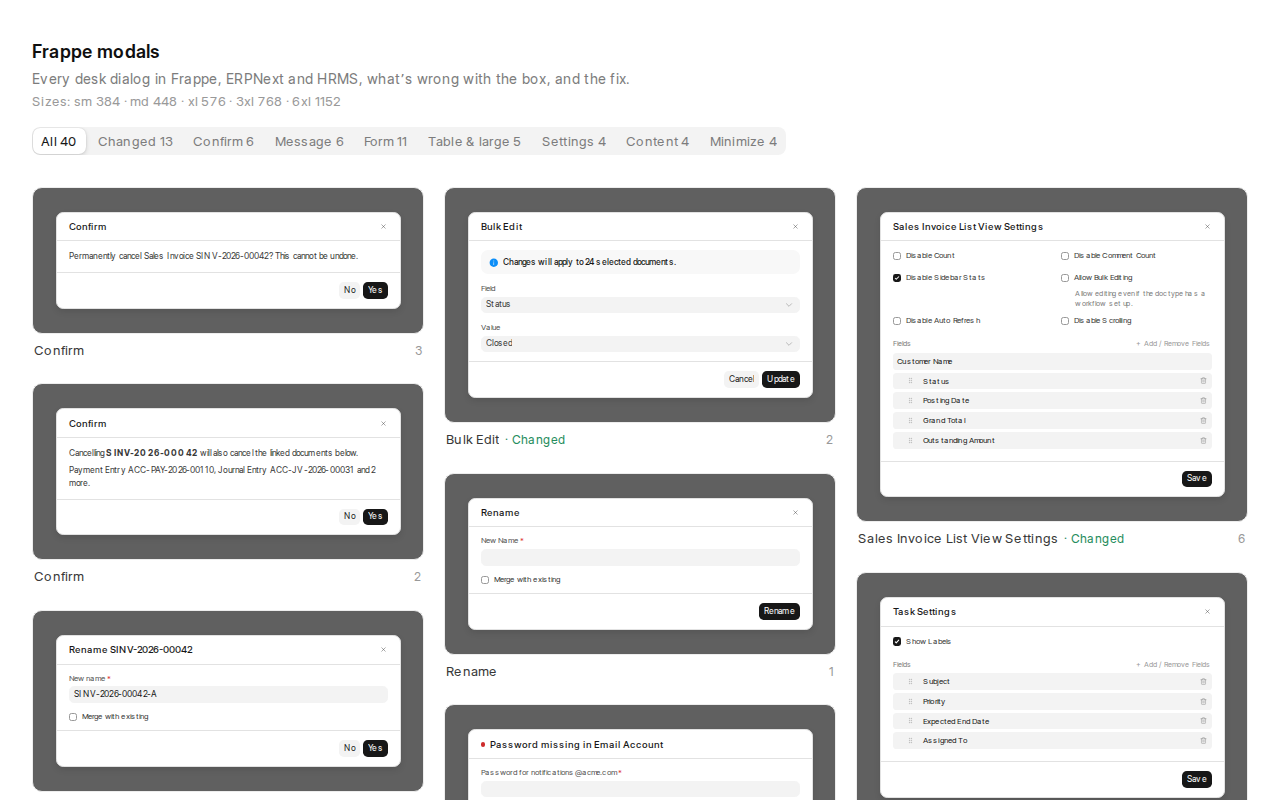 Frappe modals
Every desk dialog in Frappe, ERPNext and HRMS, what's wrong with the box, and the fix.
Sizes: sm 384 · md 448 · xl 576 · 3xl 768 · 6xl 1152
All 40 Changed 13 Confirm 6 Message 6 Form 11 Table & large 5 Settings 4 Content 4 Minimize 4
Confirm
Permanently cancel Sales Invoice SINV-2026-00042? This cannot be undone.
No Yes
Confirm 3
Confirm
Cancelling SINV-2026-00042 will also cancel the linked documents below.
Payment Entry ACC-PAY-2026-00110, Journal Entry ACC-JV-2026-00031 and 2
more.
No Yes
Confirm 2
Rename SINV-2026-00042
New name *
SINV-2026-00042-A
Merge with existing
No Yes
Bulk Edit
Changes will apply to 24 selected documents.
Field
Status
Value
Closed
Cancel Update
Bulk Edit · Changed 2
Rename
New Name *
Merge with existing
Rename
Rename 1
Password missing in Email Account
Password for notifications@acme.com *
Sales Invoice List View Settings
Disable Count Disable Comment Count
Disable Sidebar Stats Allow Bulk Editing
Allow editing even if the doctype has a
workflow set up.
Disable Auto Refresh Disable Scrolling
Fields + Add / Remove Fields
Customer Name
Status
Posting Date
Grand Total
Outstanding Amount
Save
Sales Invoice List View Settings · Changed 6
Task Settings
Show Labels
Fields + Add / Remove Fields
Subject
Priority
Expected End Date
Assigned To
Save